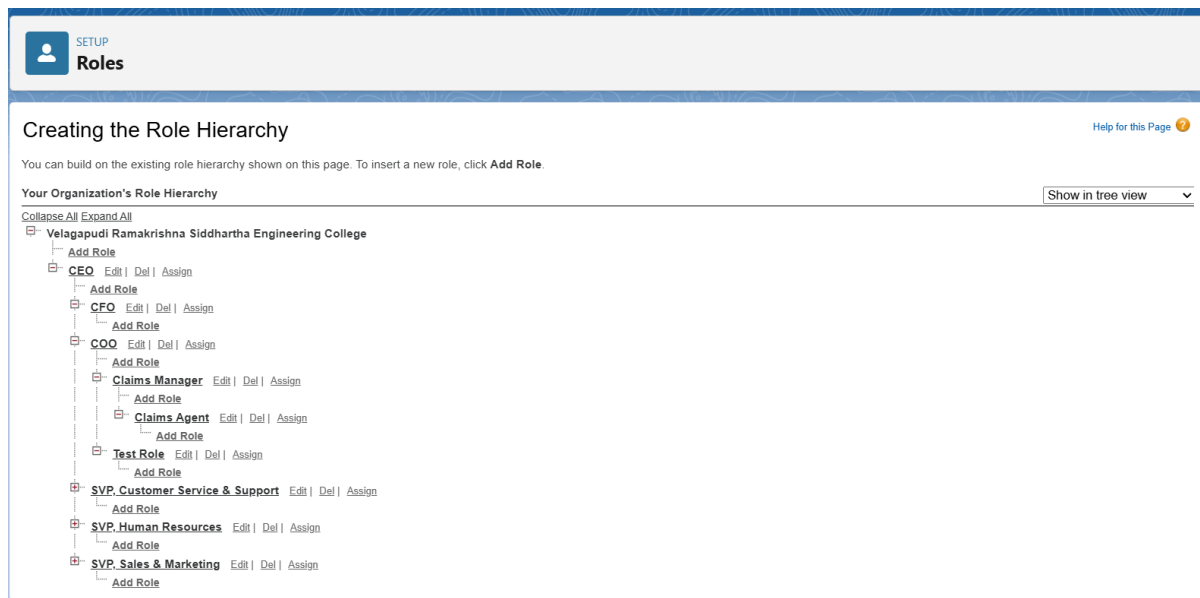 SETUP
Roles
Creating the Role Hierarchy
Help for this Page ?
You can build on the existing role hierarchy shown on this page. To insert a new role, click Add Role.
Your Organization's Role Hierarchy
Show in tree view
Collapse All Expand All
Velagapudi Ramakrishna Siddhartha Engineering College
Add Role
CEO Edit | Del | Assign
Add Role
CFO Edit | Del | Assign
Add Role
COO Edit | Del | Assign
Add Role
Claims Manager Edit | Del | Assign
Add Role
Claims Agent Edit | Del | Assign
Add Role
Test Role Edit | Del | Assign
Add Role
SVP, Customer Service & Support Edit | Del | Assign
Add Role
SVP, Human Resources Edit | Del | Assign
Add Role
SVP, Sales & Marketing Edit | Del | Assign
Add Role